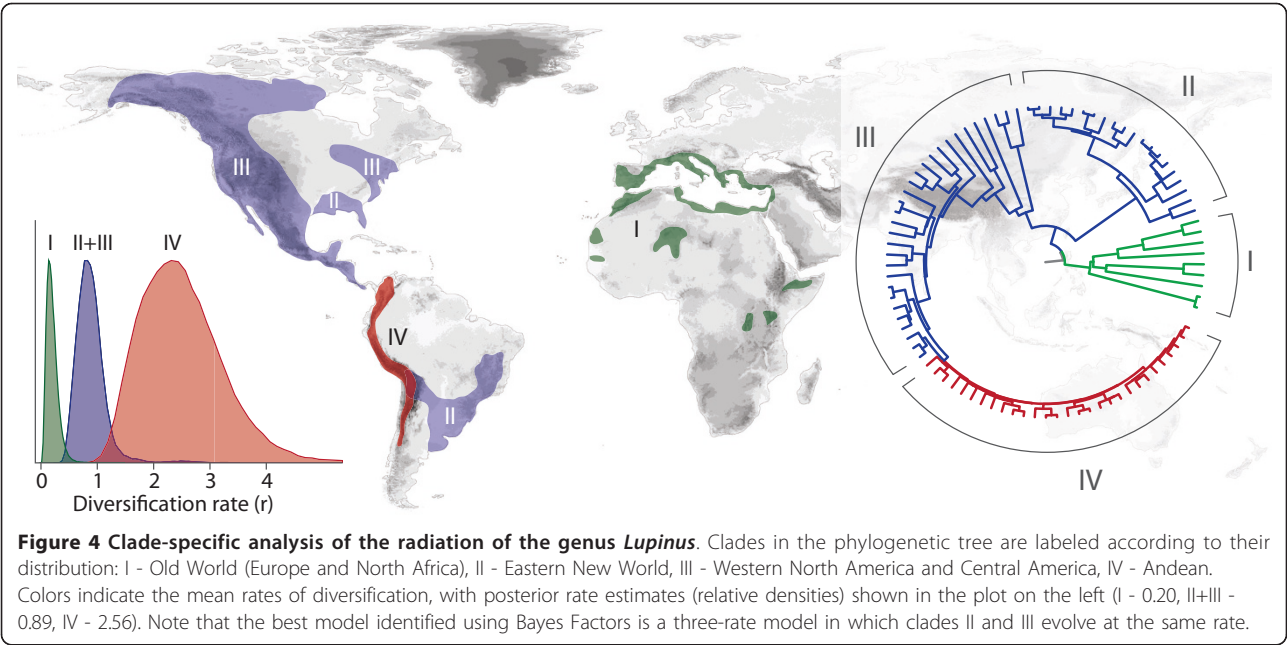 II
III
III
III
II
I
I
I II+III IV
IV
II
IV
0 1 2 3 4
Diversification rate (r)
Figure 4 Clade-specific analysis of the radiation of the genus Lupinus. Clades in the phylogenetic tree are labeled according to their
distribution: I - Old World (Europe and North Africa), II - Eastern New World, III - Western North America and Central America, IV - Andean.
Colors indicate the mean rates of diversification, with posterior rate estimates (relative densities) shown in the plot on the left (I - 0.20, II+III -
0.89, IV - 2.56). Note that the best model identified using Bayes Factors is a three-rate model in which clades II and III evolve at the same rate.